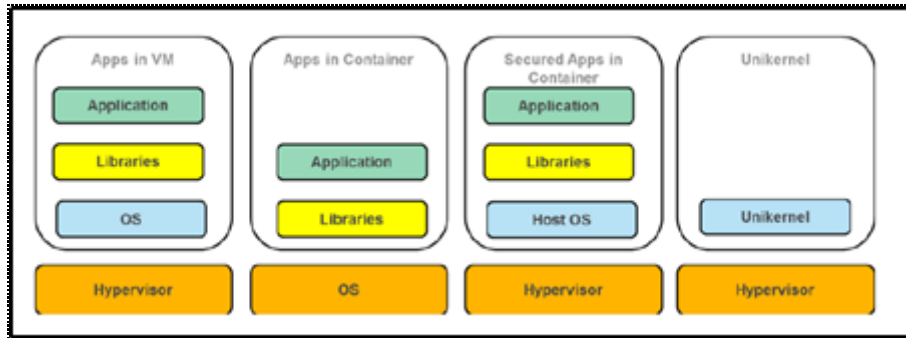 Apps in VM
Application
Libraries
OS
Hypervisor
Apps in Container
Application
Libraries
OS
Secured Apps in
Container
Application
Libraries
Host OS
Hypervisor
Unikernel
Unikernel
Hypervisor